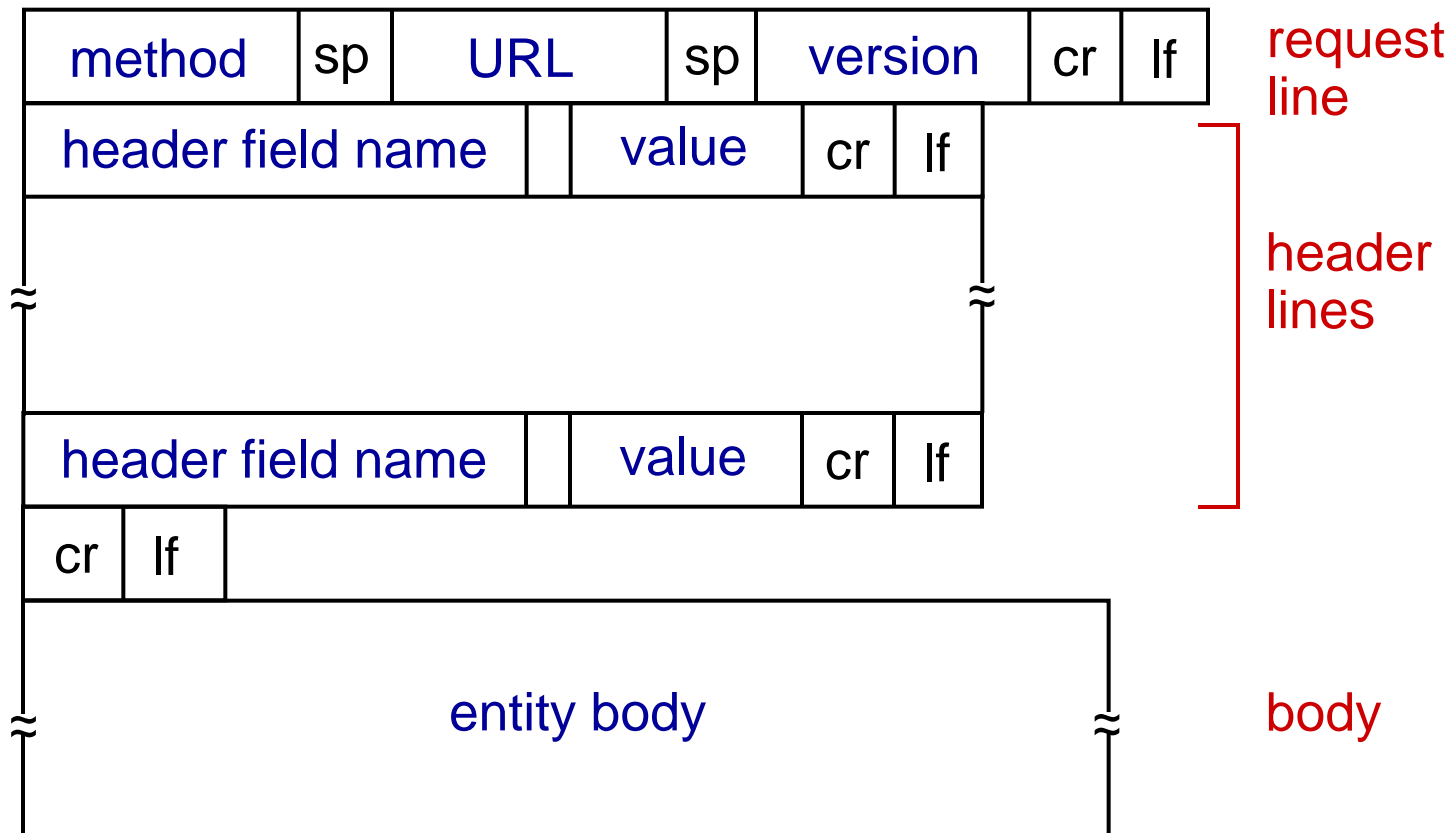 method sp URL sp version cr lf request
line
header field name value cr lf
header
lines
≈ ≈
header field name value cr lf
cr lf
≈ entity body ≈ body